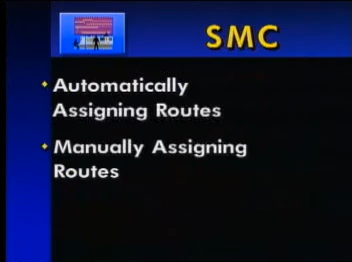 SMC
Automatically
Assigning Routes
Manually Assigning
Routes